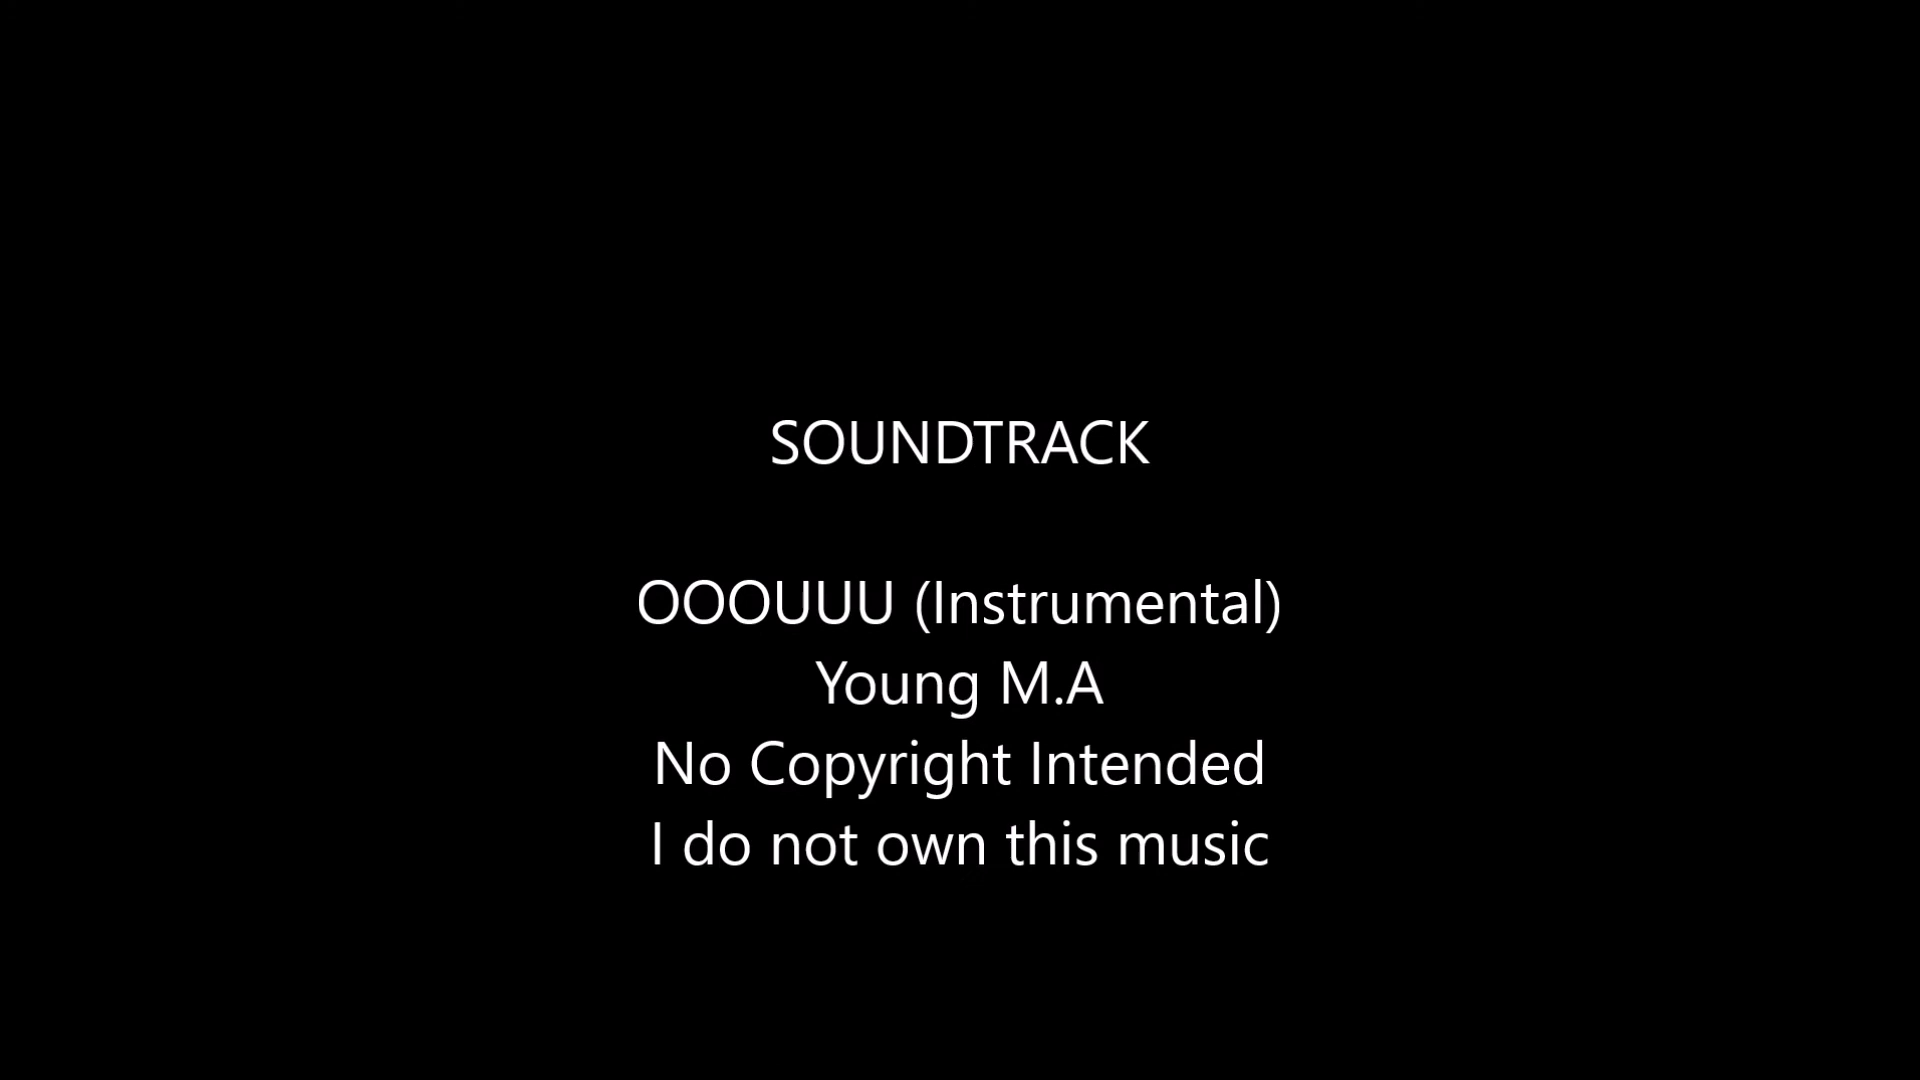 SOUNDTRACK
OOOUUU (Instrumental)
Young M.A
No Copyright Intended
I do not own this music